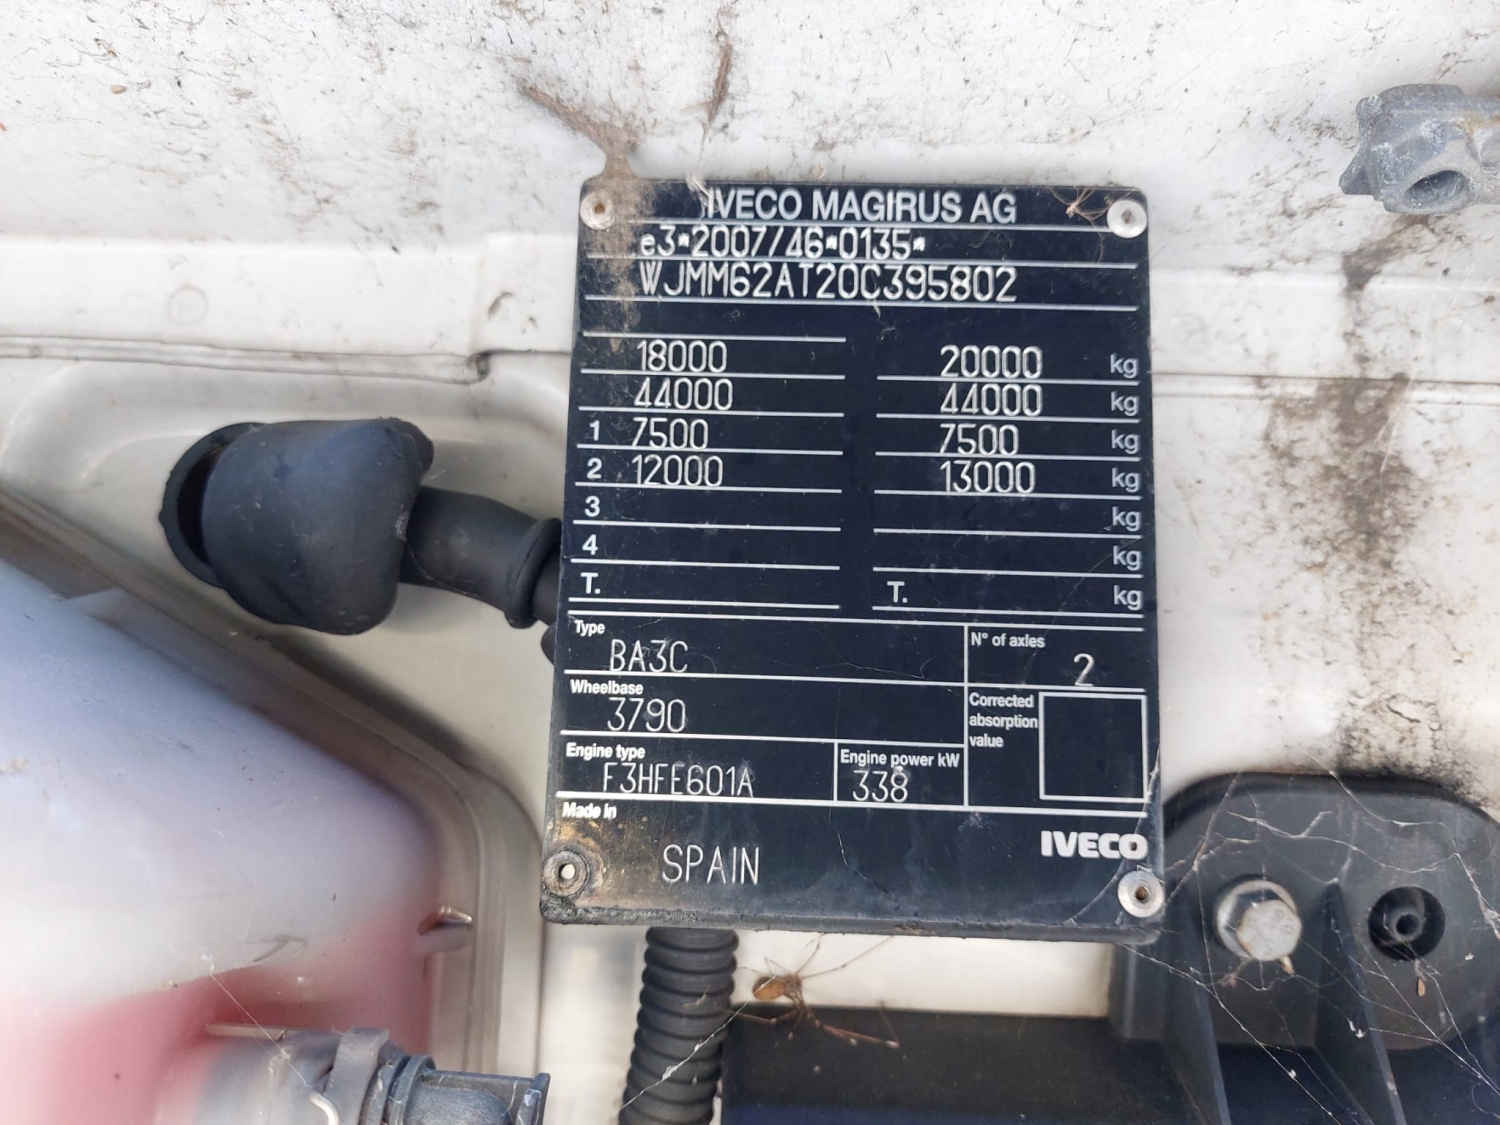 IVECO MAGIRUS AG
e3*2007/46*0135*
WJMM62AT20C395802
18000 20000 kg
44000 44000 kg
1 7500 7500 kg
2 12000 13000 kg
3 kg
4 kg
T. T. kg
Type N° of axles
BA3C 2
Wheelbase Corrected absorption value
3790
Engine type Engine power kW
F3HFE601A 338
Made in
IVECO
SPAIN